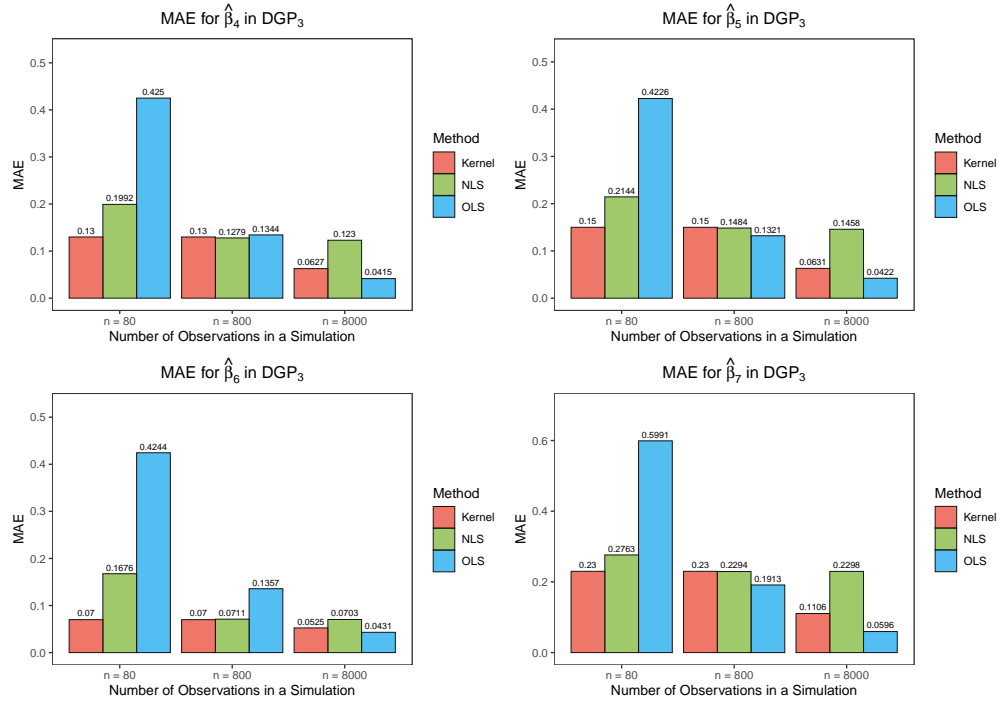 MAE for β̂4 in DGP3
0.5
0.4
0.3
0.2
0.1
0.0
MAE
0.13
0.1992
0.425
0.13
0.1279
0.1344
0.0627
0.123
0.0415
n = 80
n = 800
n = 8000
Number of Observations in a Simulation
Method
Kernel
NLS
OLS
MAE for β̂5 in DGP3
0.5
0.4
0.3
0.2
0.1
0.0
MAE
0.15
0.2144
0.4226
0.15
0.1484
0.1321
0.0631
0.1458
0.0422
n = 80
n = 800
n = 8000
Number of Observations in a Simulation
Method
Kernel
NLS
OLS
MAE for β̂6 in DGP3
0.5
0.4
0.3
0.2
0.1
0.0
MAE
0.07
0.1676
0.4244
0.07
0.0711
0.1357
0.0525
0.0703
0.0431
n = 80
n = 800
n = 8000
Number of Observations in a Simulation
Method
Kernel
NLS
OLS
MAE for β̂7 in DGP3
0.6
0.4
0.2
0.0
MAE
0.23
0.2763
0.5991
0.23
0.2294
0.1913
0.1106
0.2298
0.0596
n = 80
n = 800
n = 8000
Number of Observations in a Simulation
Method
Kernel
NLS
OLS